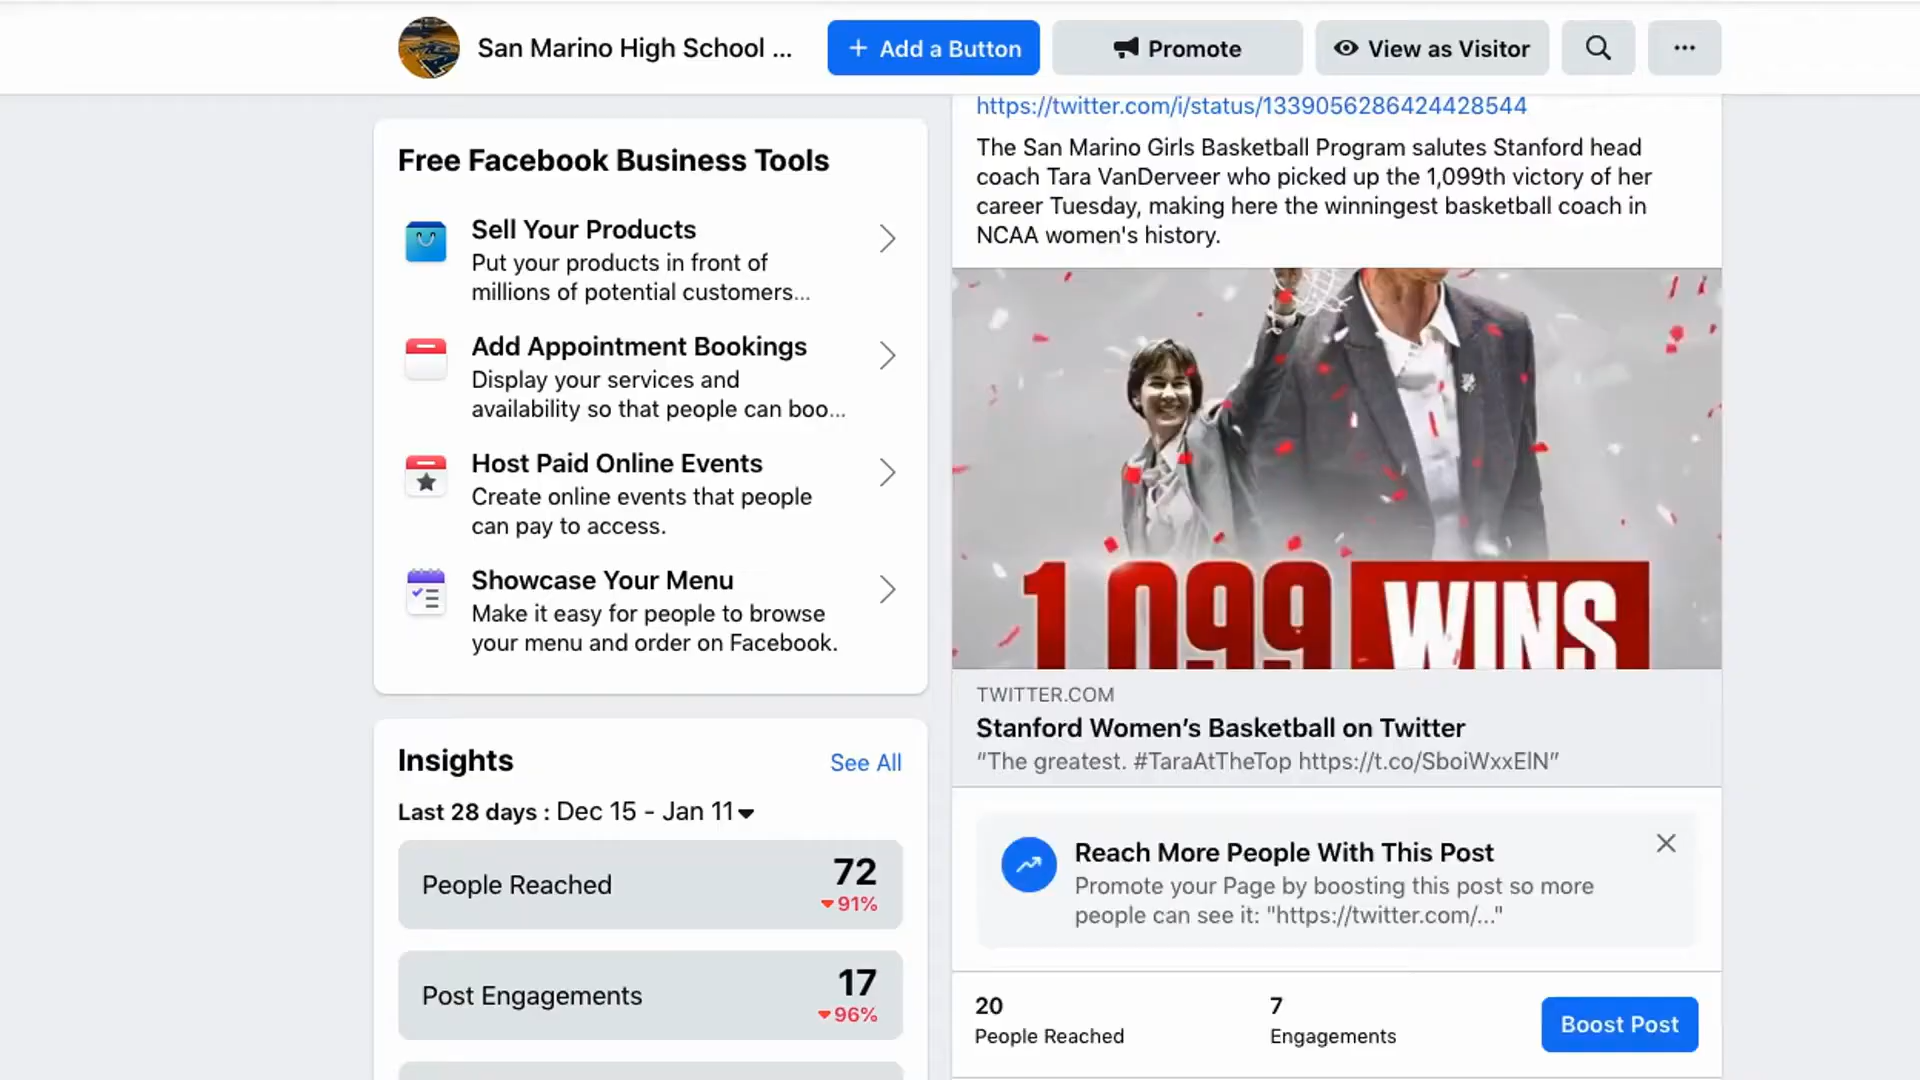 San Marino High School ...
+ Add a Button
Promote
View as Visitor
Free Facebook Business Tools
Sell Your Products
Put your products in front of
millions of potential customers...
Add Appointment Bookings
Display your services and
availability so that people can boo...
Host Paid Online Events
Create online events that people
can pay to access.
Showcase Your Menu
Make it easy for people to browse
your menu and order on Facebook.
Insights
See All
Last 28 days : Dec 15 - Jan 11
People Reached
72
91%
Post Engagements
17
96%
https://twitter.com/i/status/1339056286424428544
The San Marino Girls Basketball Program salutes Stanford head
coach Tara VanDerveer who picked up the 1,099th victory of her
career Tuesday, making here the winningest basketball coach in
NCAA women's history.
1,099 WINS
TWITTER.COM
Stanford Women's Basketball on Twitter
"The greatest. #TaraAtTheTop https://t.co/SboiWxxElN"
Reach More People With This Post
Promote your Page by boosting this post so more
people can see it: "https://twitter.com/..."
20
People Reached
7
Engagements
Boost Post